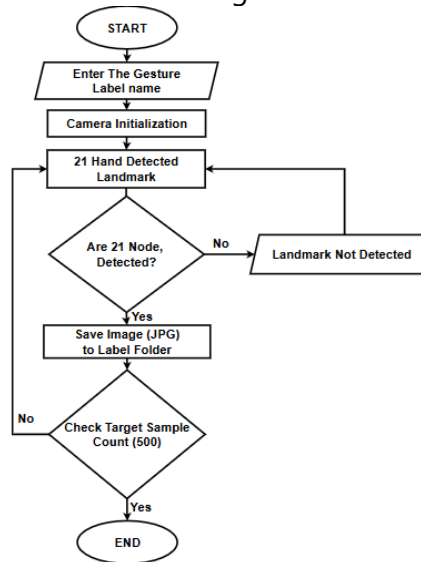 START
Enter The Gesture
Label name
Camera Initialization
21 Hand Detected
Landmark
Are 21 Node,
Detected?
No
Landmark Not Detected
Yes
Save Image (JPG)
to Label Folder
No
Check Target Sample
Count (500)
Yes
END